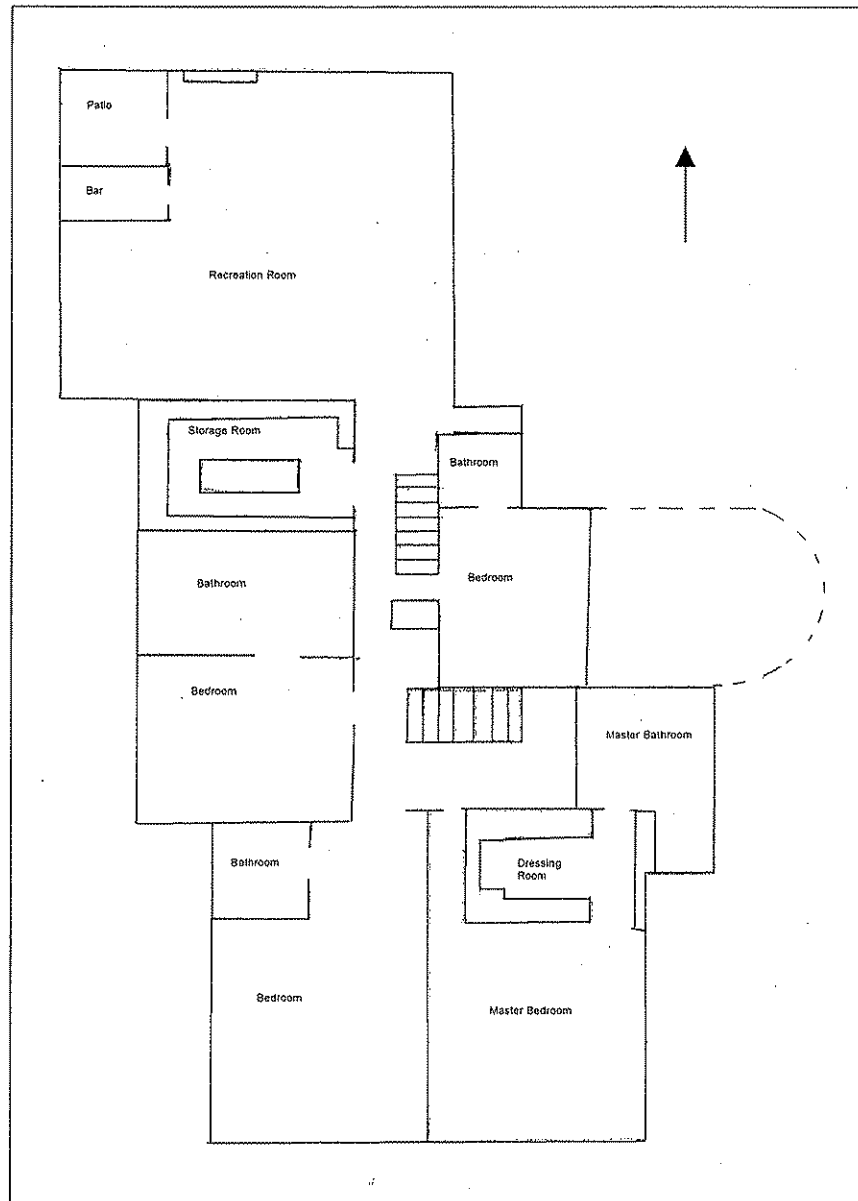 Patio
Bar
Recreation Room
Storage Room
Bathroom
Bathroom
Bedroom
Bedroom
Master Bathroom
Bathroom
Dressing
Room
Bedroom
Master Bedroom